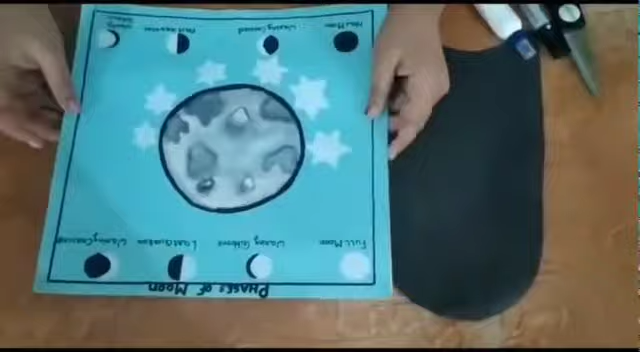 PHASES OF MOON
Full Moon Waning Gibbous Last Quarter Waning Crescent
New Moon Waxing Crescent